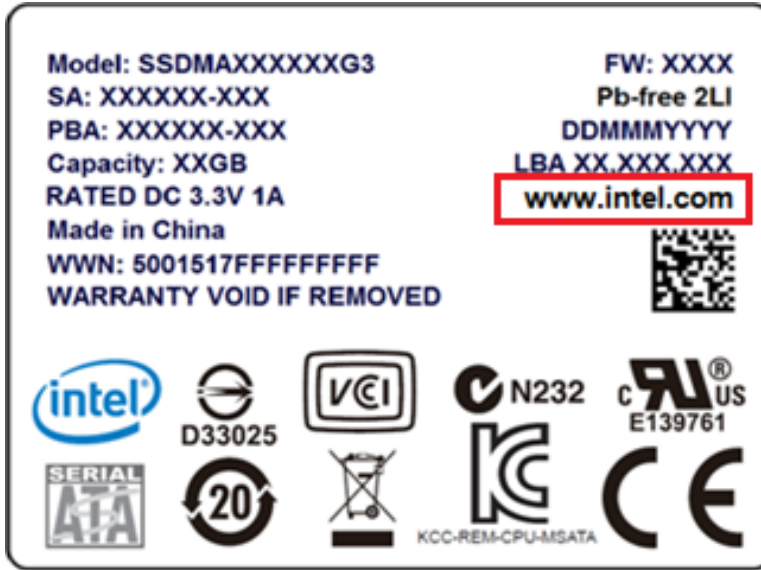 Model: SSDMAXXXXXXG3
SA: XXXXXX-XXX
PBA: XXXXXX-XXX
Capacity: XXGB
RATED DC 3.3V 1A
Made in China
WWN: 5001517FFFFFFFFF
WARRANTY VOID IF REMOVED
FW: XXXX
Pb-free 2LI
DDMMMYYYY
LBA XX,XXX,XXX
www.intel.com
intel®
D33025
VCI
N232
C UL US ®
E139761
SERIAL
ATA
20
KC
KCC-REM-CPU-MSATA
CE